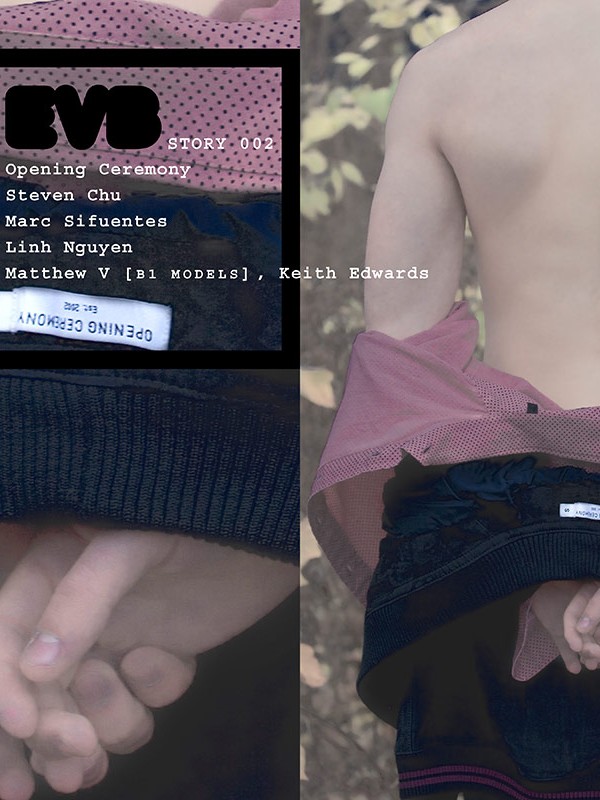 EVB STORY 002
Opening Ceremony
Steven Chu
Marc Sifuentes
Linh Nguyen
Matthew V [B1 MODELS], Keith Edwards
OPENING CEREMONY
Est. 2002